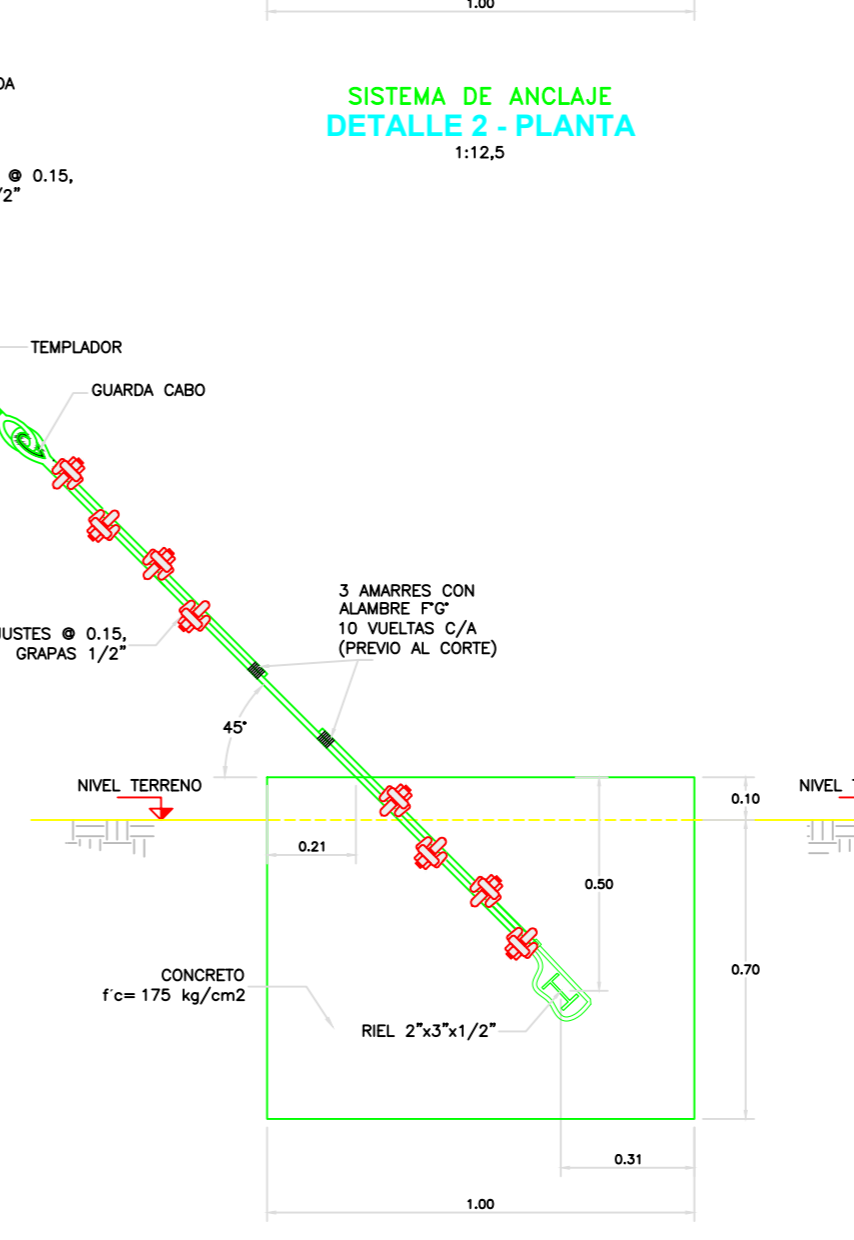 1.00
DA
SISTEMA DE ANCLAJE
DETALLE 2 - PLANTA
1:12,5
@ 0.15,
/2"
TEMPLADOR
GUARDA CABO
3 AMARRES CON
ALAMBRE F°G°
10 VUELTAS C/A
(PREVIO AL CORTE)
JUSTES @ 0.15,
GRAPAS 1/2"
45°
NIVEL TERRENO
0.10
NIVEL T
0.21
0.50
0.70
CONCRETO
f'c= 175 kg/cm2
RIEL 2"x3"x1/2"
0.31
1.00